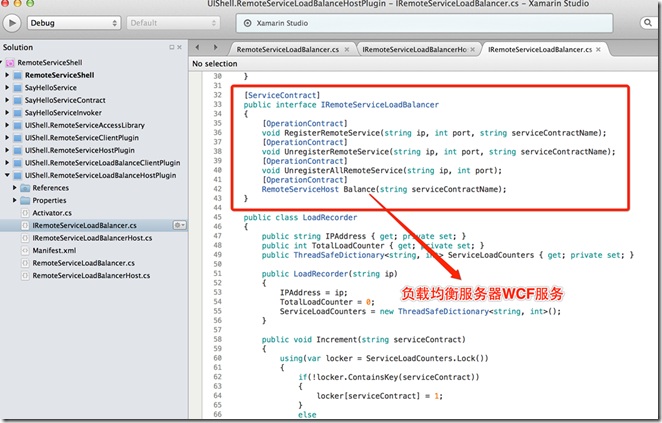 UIShell.RemoteServiceLoadBalanceHostPlugin – IRemoteServiceLoadBalancer.cs – Xamarin Studio
Debug
Default
Xamarin Studio
Solution
RemoteServiceLoadBalancer.cs
IRemoteServiceLoadBalancerHo
IRemoteServiceLoadBalancer.cs
No selection
RemoteServiceShell
RemoteServiceShell
SayHelloService
SayHelloServiceContract
SayHelloServiceInvoker
UIShell.RemoteServiceAccessLibrary
UIShell.RemoteServiceClientPlugin
UIShell.RemoteServiceHostPlugin
UIShell.RemoteServiceLoadBalanceClientPlugin
UIShell.RemoteServiceLoadBalanceHostPlugin
References
Properties
Activator.cs
IRemoteServiceLoadBalancer.cs
IRemoteServiceLoadBalancerHost.cs
Manifest.xml
RemoteServiceLoadBalancer.cs
RemoteServiceLoadBalancerHost.cs
30 }
31
32 [ServiceContract]
33 public interface IRemoteServiceLoadBalancer
34 {
35 [OperationContract]
36 void RegisterRemoteService(string ip, int port, string serviceContractName);
37 [OperationContract]
38 void UnregisterRemoteService(string ip, int port, string serviceContractName);
39 [OperationContract]
40 void UnregisterAllRemoteService(string ip, int port);
41 [OperationContract]
42 RemoteServiceHost Balance(string serviceContractName);
43 }
44
45 public class LoadRecorder
46 {
47 public string IPAddress { get; private set; }
48 public int TotalLoadCounter { get; private set; }
49 public ThreadSafeDictionary<string, int> ServiceLoadCounters { get; private set; }
50
51 public LoadRecorder(string ip)
52 {
53 IPAddress = ip;
54 TotalLoadCounter = 0;
55 ServiceLoadCounters = new ThreadSafeDictionary<string, int>();
56 }
57
58 public void Increment(string serviceContract)
59 {
60 using(var locker = ServiceLoadCounters.Lock())
61 {
62 if(!locker.ContainsKey(serviceContract))
63 {
64 locker[serviceContract] = 1;
65 }
66 else
负载均衡服务器WCF服务